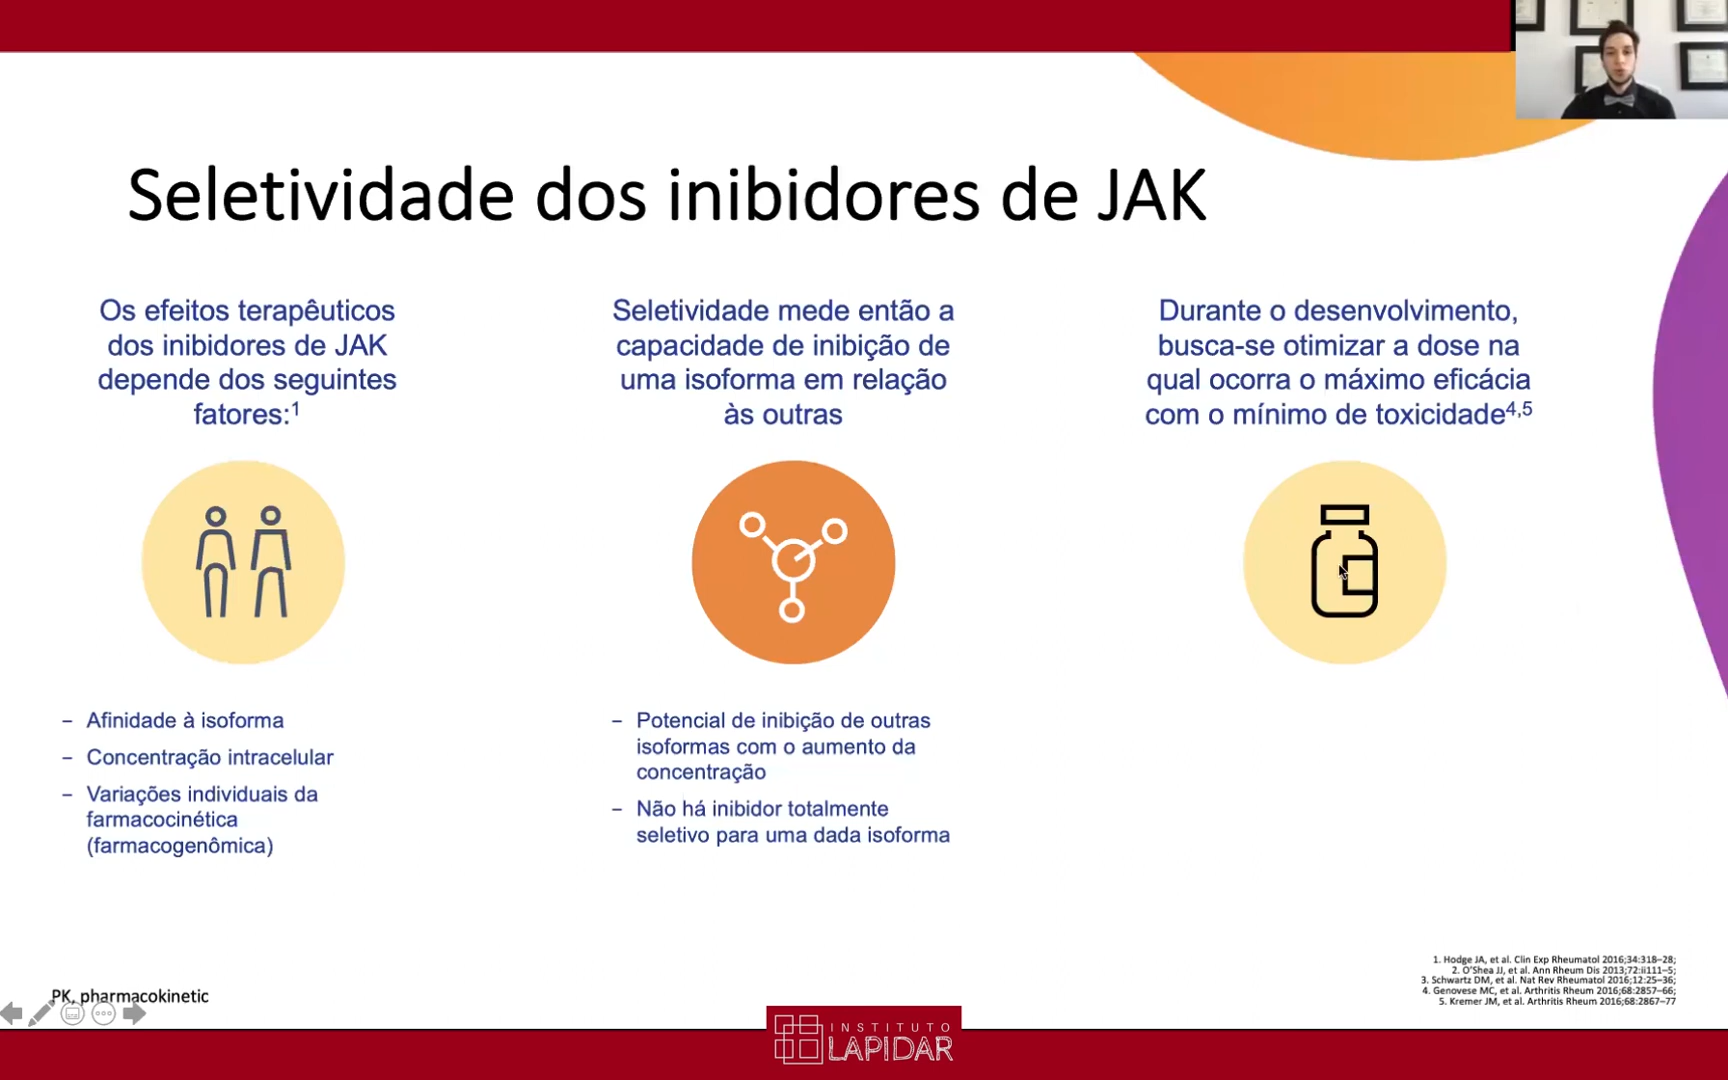 Seletividade dos inibidores de JAK
Os efeitos terapêuticos
dos inibidores de JAK
depende dos seguintes
fatores:¹
– Afinidade à isoforma
– Concentração intracelular
– Variações individuais da
farmacocinética
(farmacogenômica)
Seletividade mede então a
capacidade de inibição de
uma isoforma em relação
às outras
– Potencial de inibição de outras
isoformas com o aumento da
concentração
– Não há inibidor totalmente
seletivo para uma dada isoforma
Durante o desenvolvimento,
busca-se otimizar a dose na
qual ocorra o máximo eficácia
com o mínimo de toxicidade⁴,⁵
1. Hodge JA, et al. Clin Exp Rheumatol 2016;34:318–28;
2. O'Shea JJ, et al. Ann Rheum Dis 2013;72:ii111–5;
3. Schwartz DM, et al. Nat Rev Rheumatol 2016;12:25–36;
4. Genovese MC, et al. Arthritis Rheum 2016;68:2857–66;
5. Kremer JM, et al. Arthritis Rheum 2016;68:2867–77
PK, pharmacokinetic
INSTITUTO
LAPIDAR